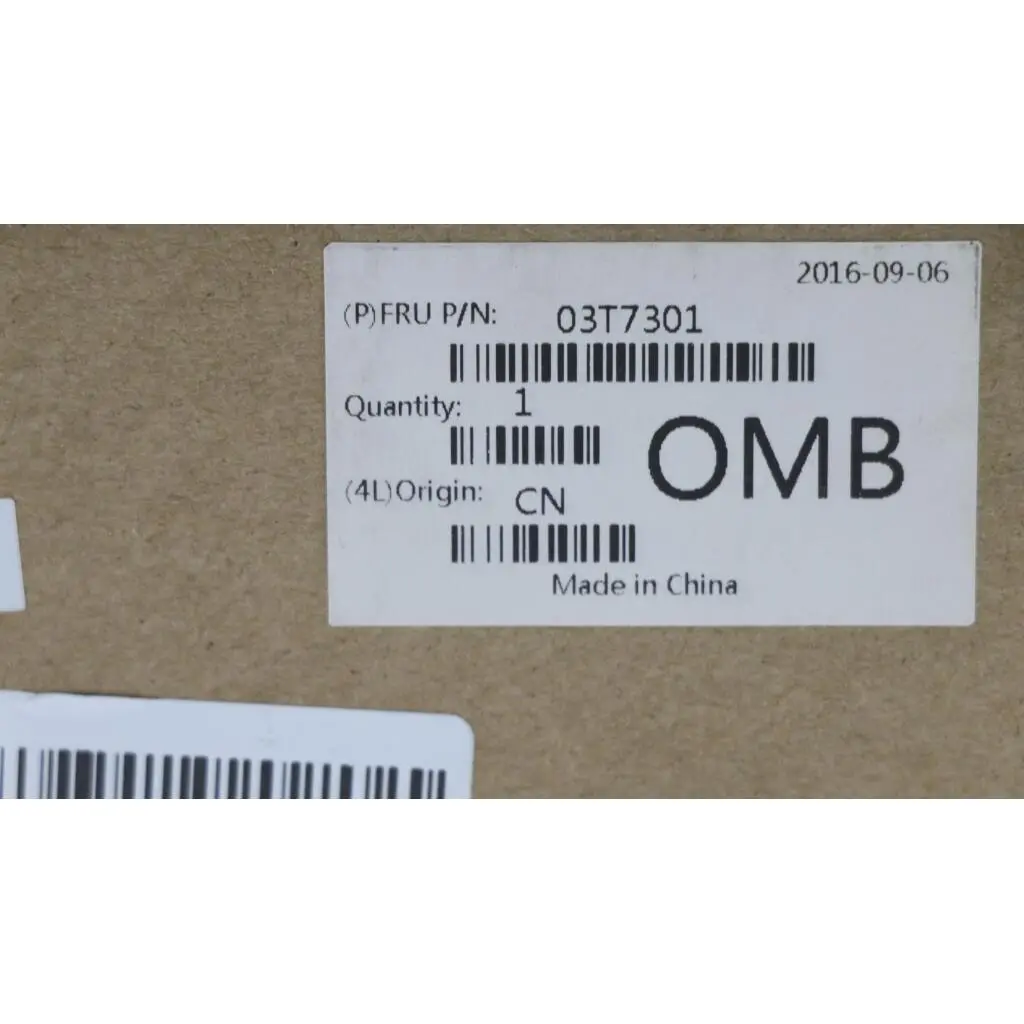 2016-09-06
(P)FRU P/N: 03T7301
Quantity: 1
OMB
(4L)Origin: CN
Made in China